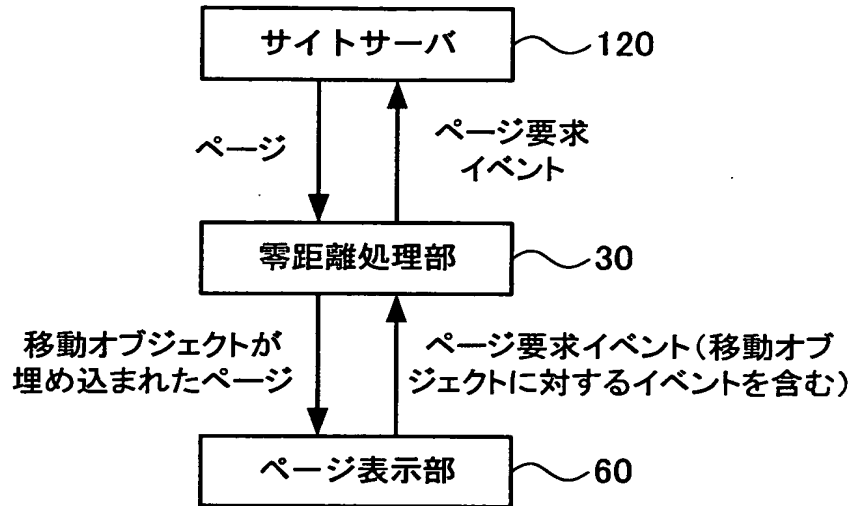 サイトサーバ
120
ページ
ページ要求
イベント
零距離処理部
30
移動オブジェクトが
埋め込まれたページ
ページ要求イベント（移動オブ
ジェクトに対するイベントを含む）
ページ表示部
60